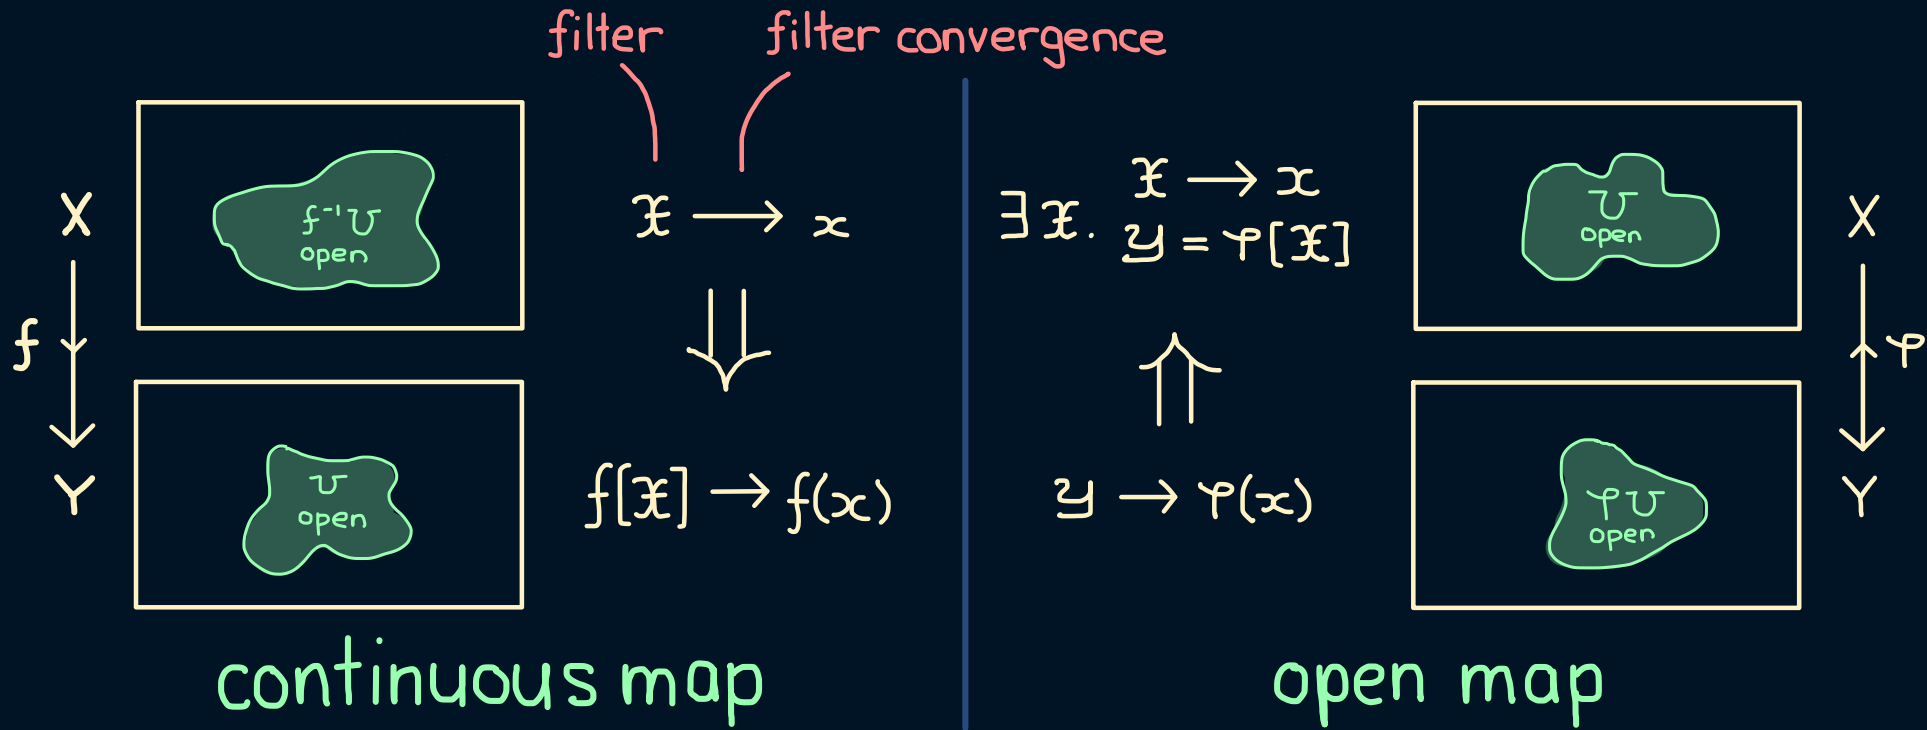 filter
filter convergence
X
f
Y
f⁻¹U
open
U
open
𝔛 → x
⇓
f[𝔛] → f(x)
continuous map
∃𝔛. 𝔛 → x
𝒴 = φ[𝔛]
⇑
𝒴 → φ(x)
U
open
φU
open
X
φ
Y
open map